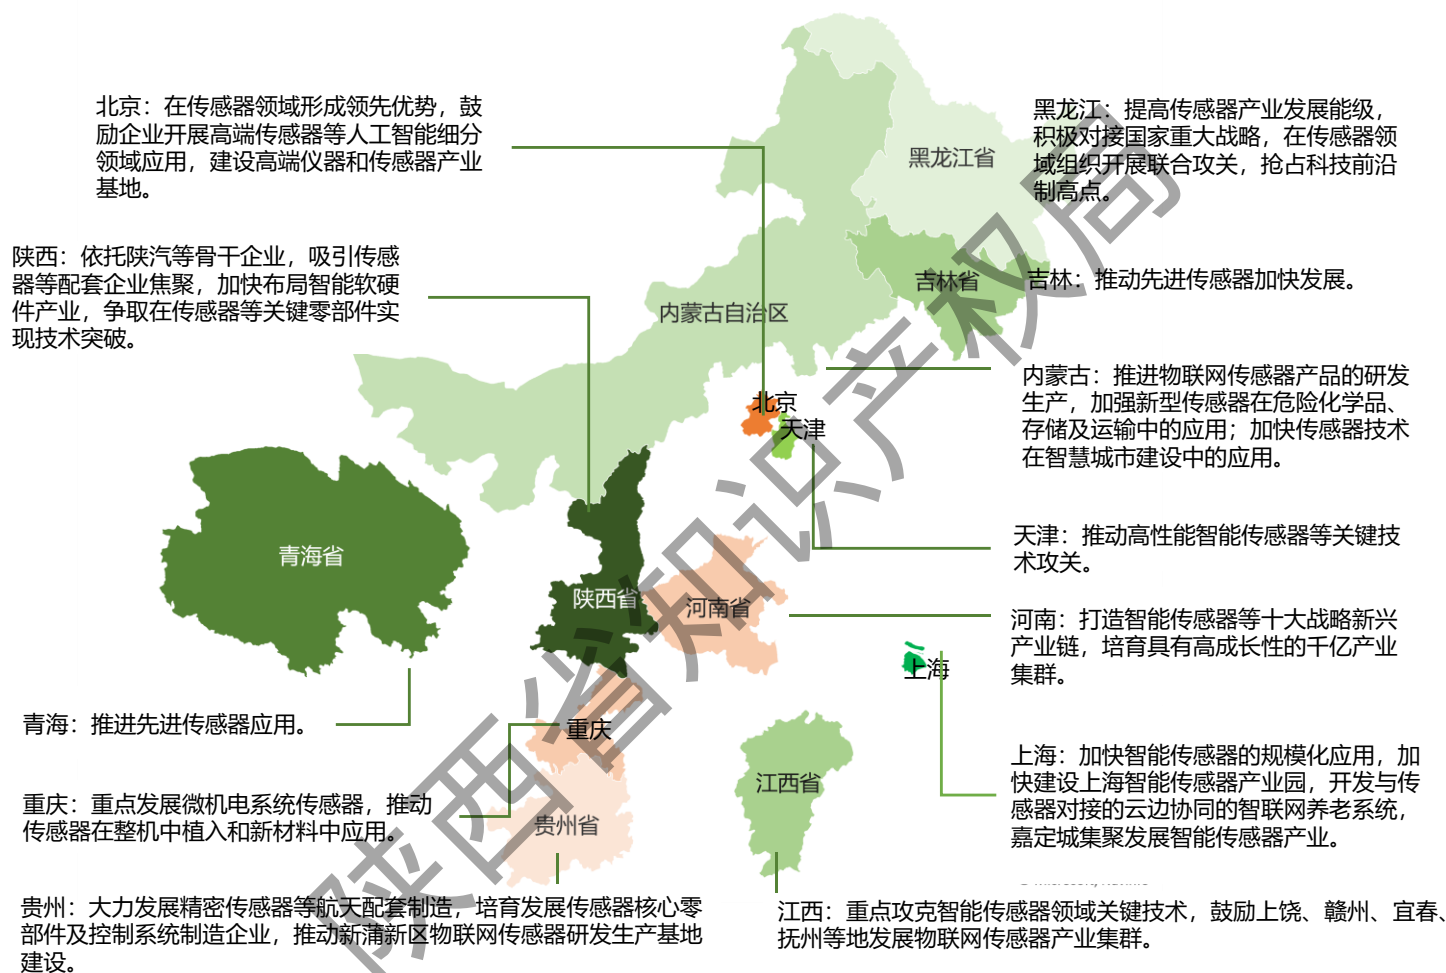 北京：在传感器领域形成领先优势，鼓
励企业开展高端传感器等人工智能细分
领域应用，建设高端仪器和传感器产业
基地。
黑龙江：提高传感器产业发展能级，
积极对接国家重大战略，在传感器领
域组织开展联合攻关，抢占科技前沿
制高点。
黑龙江省
陕西：依托陕汽等骨干企业，吸引传感
器等配套企业焦聚，加快布局智能软硬
件产业，争取在传感器等关键零部件实
现技术突破。
吉林省
吉林：推动先进传感器加快发展。
内蒙古自治区
内蒙古：推进物联网传感器产品的研发
生产，加强新型传感器在危险化学品、
存储及运输中的应用；加快传感器技术
在智慧城市建设中的应用。
北京
天津
天津：推动高性能智能传感器等关键技
术攻关。
青海省
陕西省
河南省
河南：打造智能传感器等十大战略新兴
产业链，培育具有高成长性的千亿产业
集群。
上海
青海：推进先进传感器应用。
重庆
上海：加快智能传感器的规模化应用，加
快建设上海智能传感器产业园，开发与传
感器对接的云边协同的智联网养老系统，
嘉定城集聚发展智能传感器产业。
江西省
重庆：重点发展微机电系统传感器，推动
传感器在整机中植入和新材料中应用。
贵州省
贵州：大力发展精密传感器等航天配套制造，培育发展传感器核心零
部件及控制系统制造企业，推动新浦新区物联网传感器研发生产基地
建设。
江西：重点攻克智能传感器领域关键技术，鼓励上饶、赣州、宜春、
抚州等地发展物联网传感器产业集群。
陕西省知识产权局